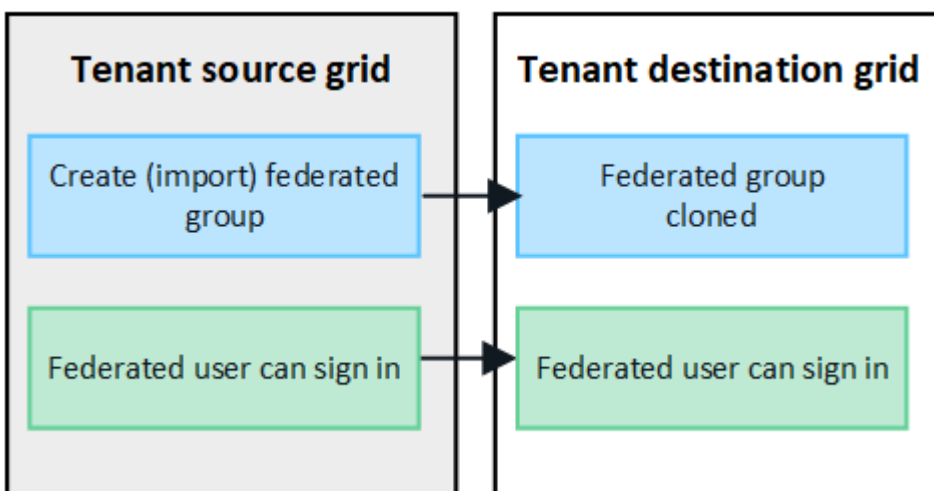 Tenant source grid
Create (import) federated
group
Federated user can sign in
Tenant destination grid
Federated group
cloned
Federated user can sign in